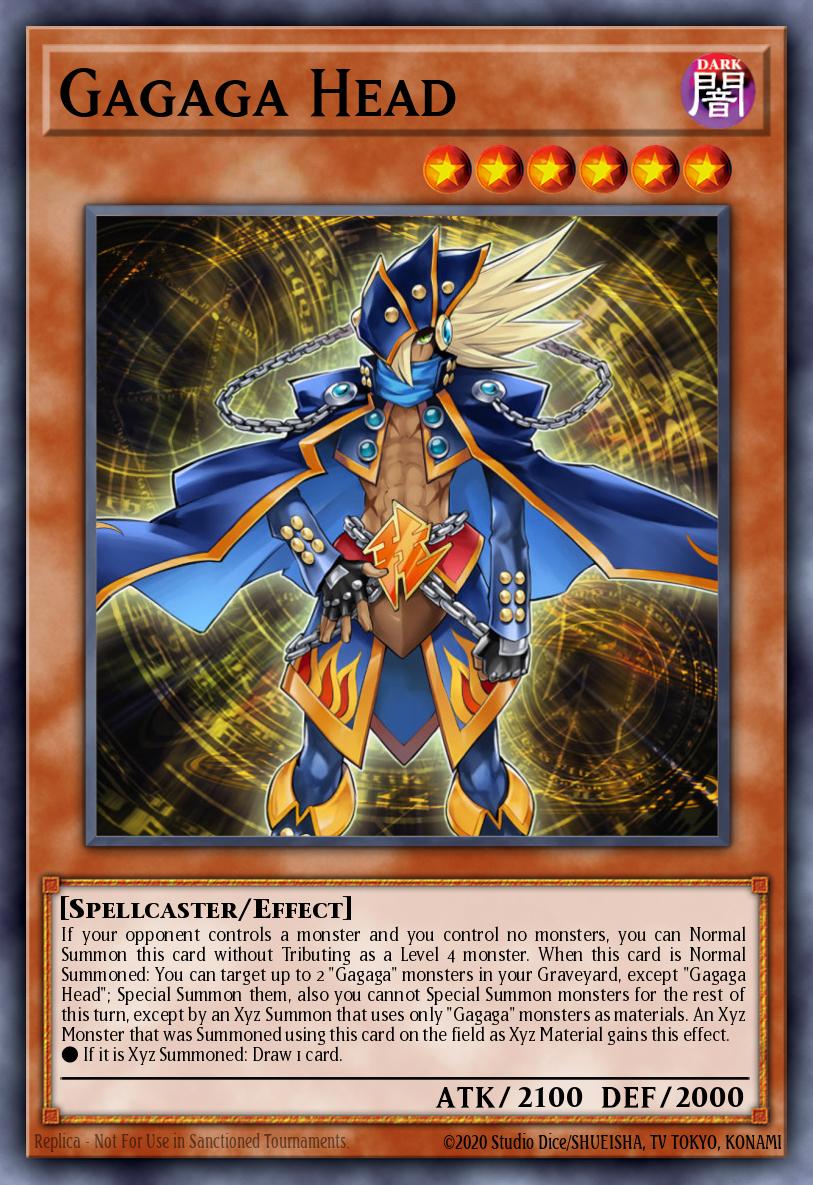 Gagaga Head
DARK
闇
[Spellcaster/Effect]
If your opponent controls a monster and you control no monsters, you can Normal
Summon this card without Tributing as a Level 4 monster. When this card is Normal
Summoned: You can target up to 2 "Gagaga" monsters in your Graveyard, except "Gagaga
Head"; Special Summon them, also you cannot Special Summon monsters for the rest of
this turn, except by an Xyz Summon that uses only "Gagaga" monsters as materials. An Xyz
Monster that was Summoned using this card on the field as Xyz Material gains this effect.
● If it is Xyz Summoned: Draw 1 card.
ATK/2100 DEF/2000
Replica - Not For Use in Sanctioned Tournaments.
©2020 Studio Dice/SHUEISHA, TV TOKYO, KONAMI